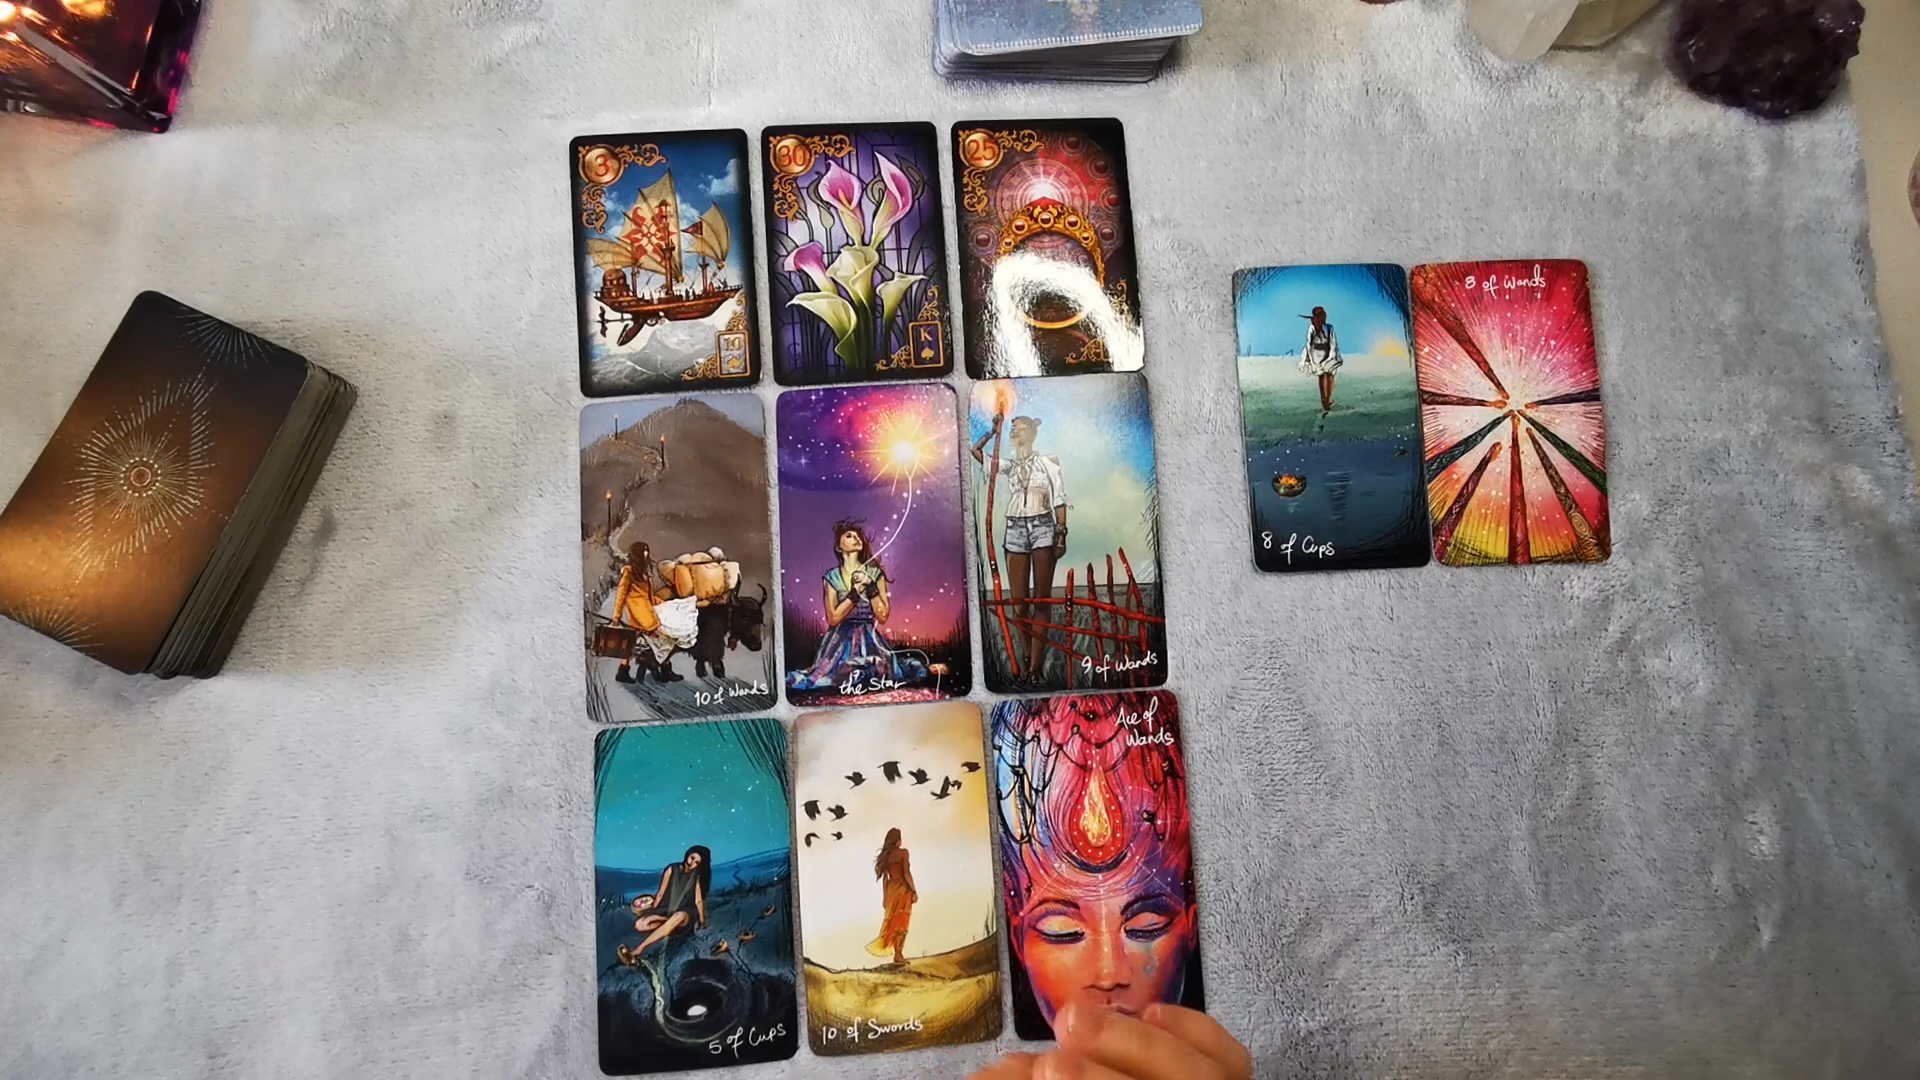 3
10
30
K
25
10 of Wands
17
the Star
9 of Wands
8 of Cups
8 of Wands
5 of Cups
10 of Swords
Ace of
Wands